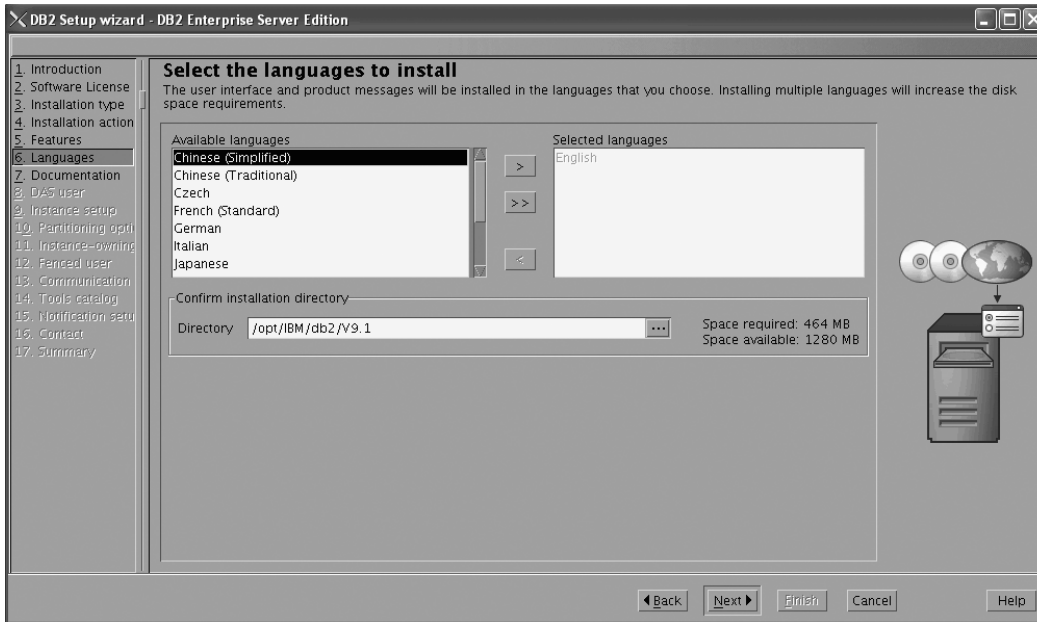 DB2 Setup wizard - DB2 Enterprise Server Edition
1. Introduction
2. Software License
3. Installation type
4. Installation action
5. Features
6. Languages
7. Documentation
8. DAS user
9. Instance setup
10. Partitioning opti
11. Instance-owning
12. Fenced user
13. Communication
14. Tools catalog
15. Notification setu
16. Contact
17. Summary
Select the languages to install
The user interface and product messages will be installed in the languages that you choose. Installing multiple languages will increase the disk
space requirements.
Available languages
Chinese (Simplified)
Chinese (Traditional)
Czech
French (Standard)
German
Italian
Japanese
>
>>
<
Selected languages
English
Confirm installation directory
Directory /opt/IBM/db2/V9.1 ...
Space required: 464 MB
Space available: 1280 MB
Back Next Finish Cancel Help